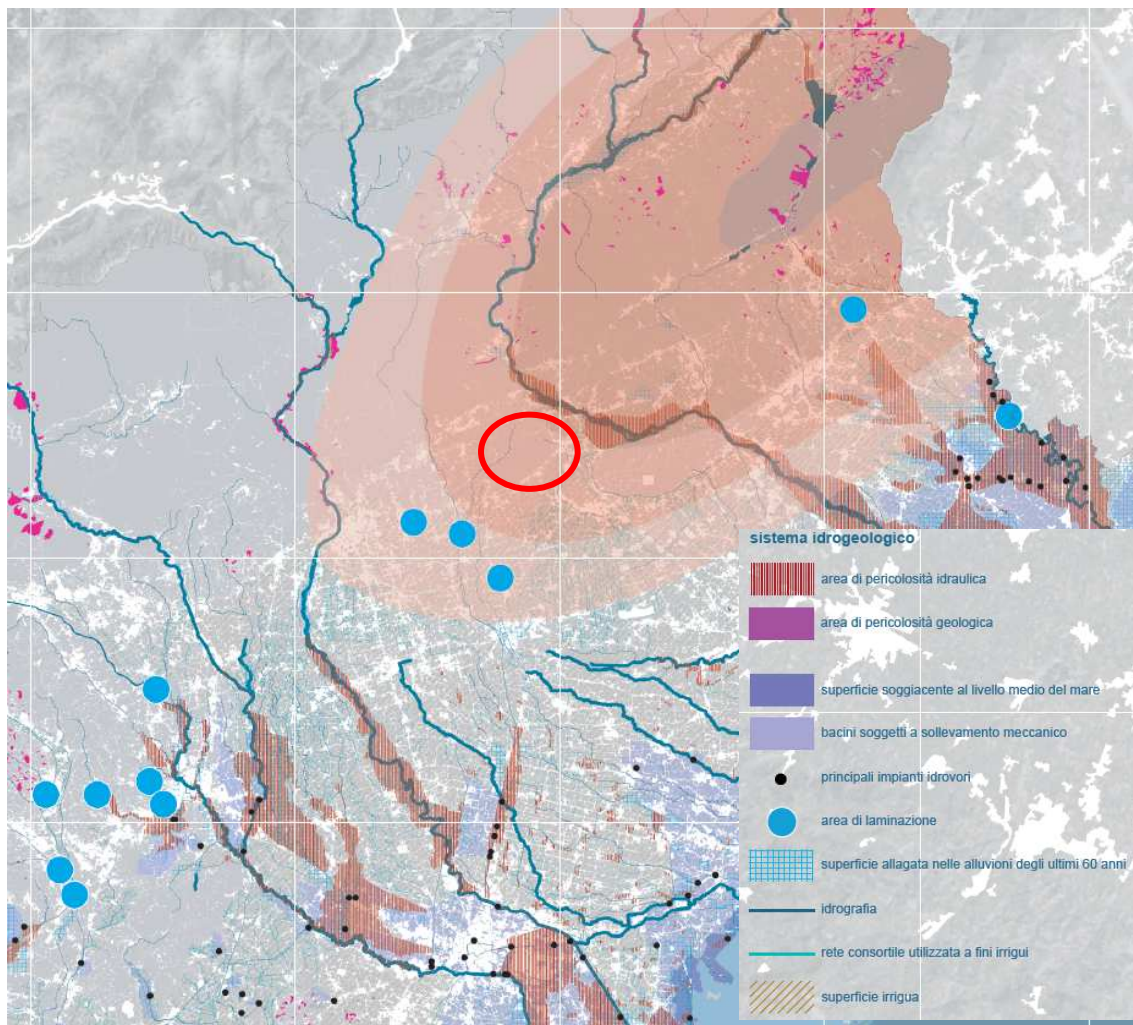 sistema idrogeologico
area di pericolosità idraulica
area di pericolosità geologica
superficie soggiacente al livello medio del mare
bacini soggetti a sollevamento meccanico
principali impianti idrovori
area di laminazione
superficie allagata nelle alluvioni degli ultimi 60 anni
idrografia
rete consortile utilizzata a fini irrigui
superficie irrigua